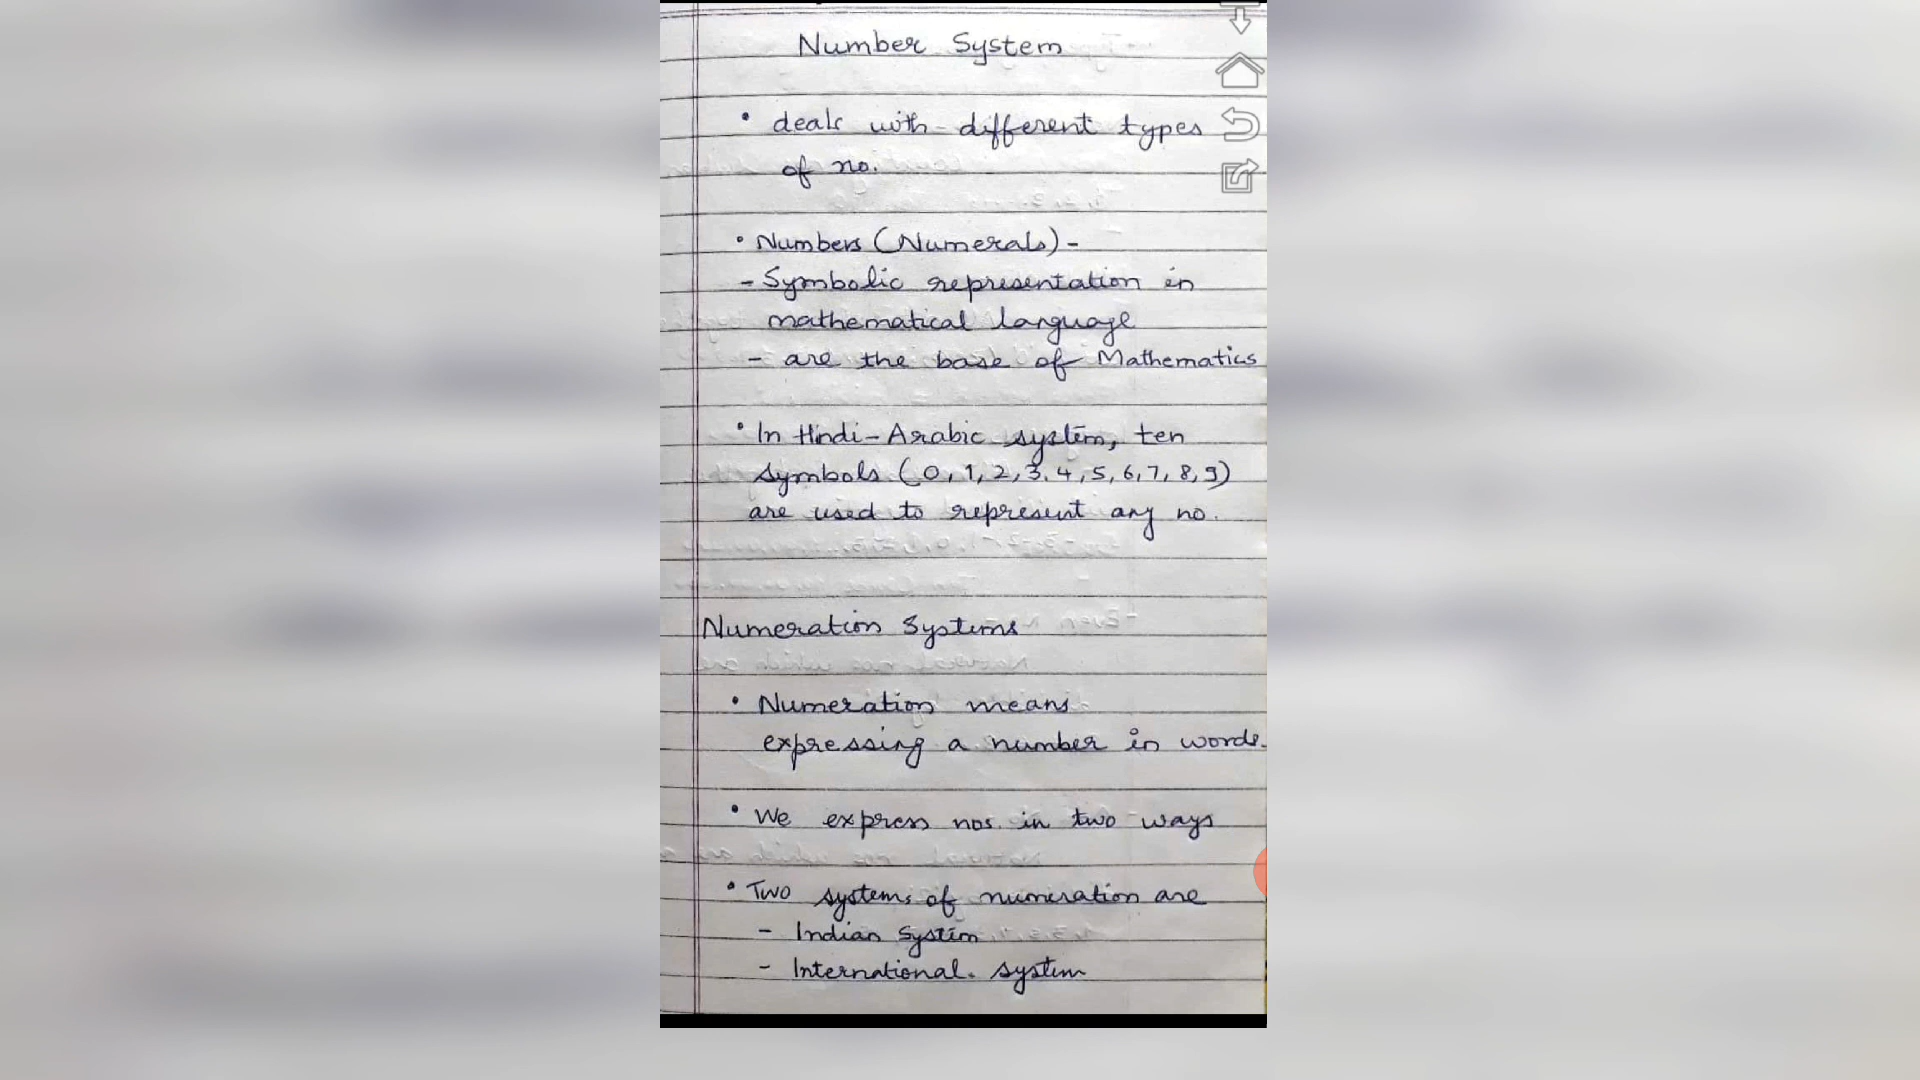 Number System
• deals with different types
of no.
• Numbers (Numerals) -
- Symbolic representation in
mathematical language
- are the base of Mathematics
• In Hindi-Arabic system, ten
symbols (0, 1, 2, 3, 4, 5, 6, 7, 8, 9)
are used to represent any no.
Numeration Systems
• Numeration means
expressing a number in words.
• We express nos. in two ways
• Two systems of numeration are
- Indian System
- International system